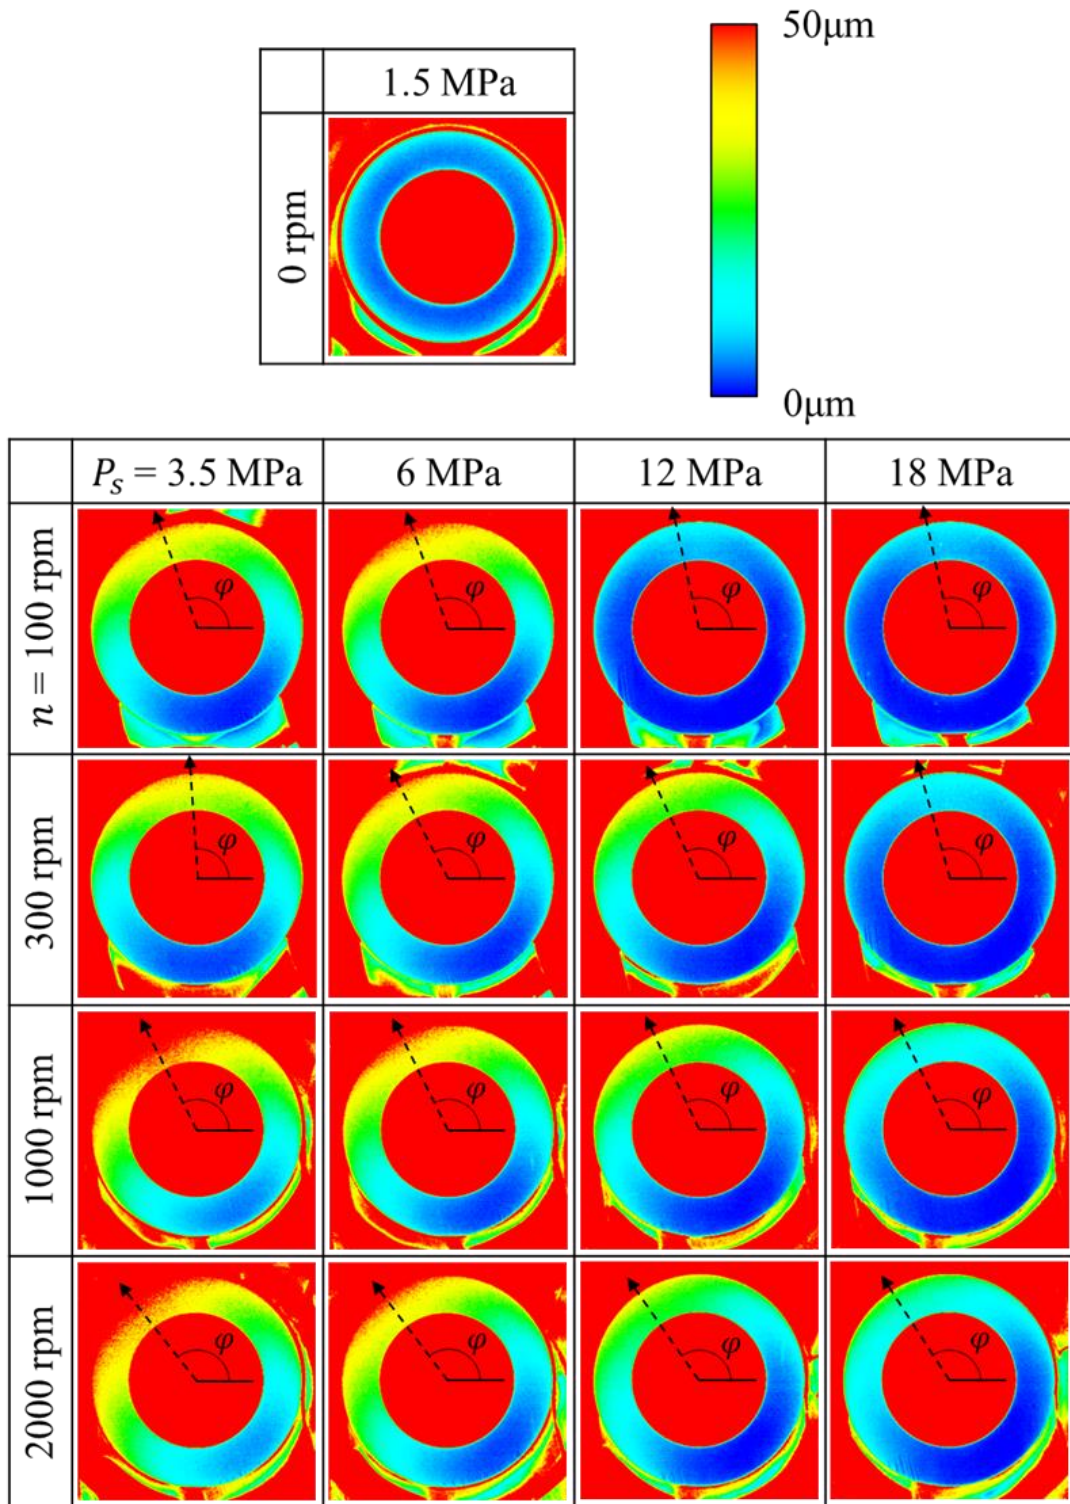 50μm
1.5 MPa
0 rpm
0μm
P_s = 3.5 MPa
6 MPa
12 MPa
18 MPa
n = 100 rpm
φ
φ
φ
φ
300 rpm
φ
φ
φ
φ
1000 rpm
φ
φ
φ
φ
2000 rpm
φ
φ
φ
φ